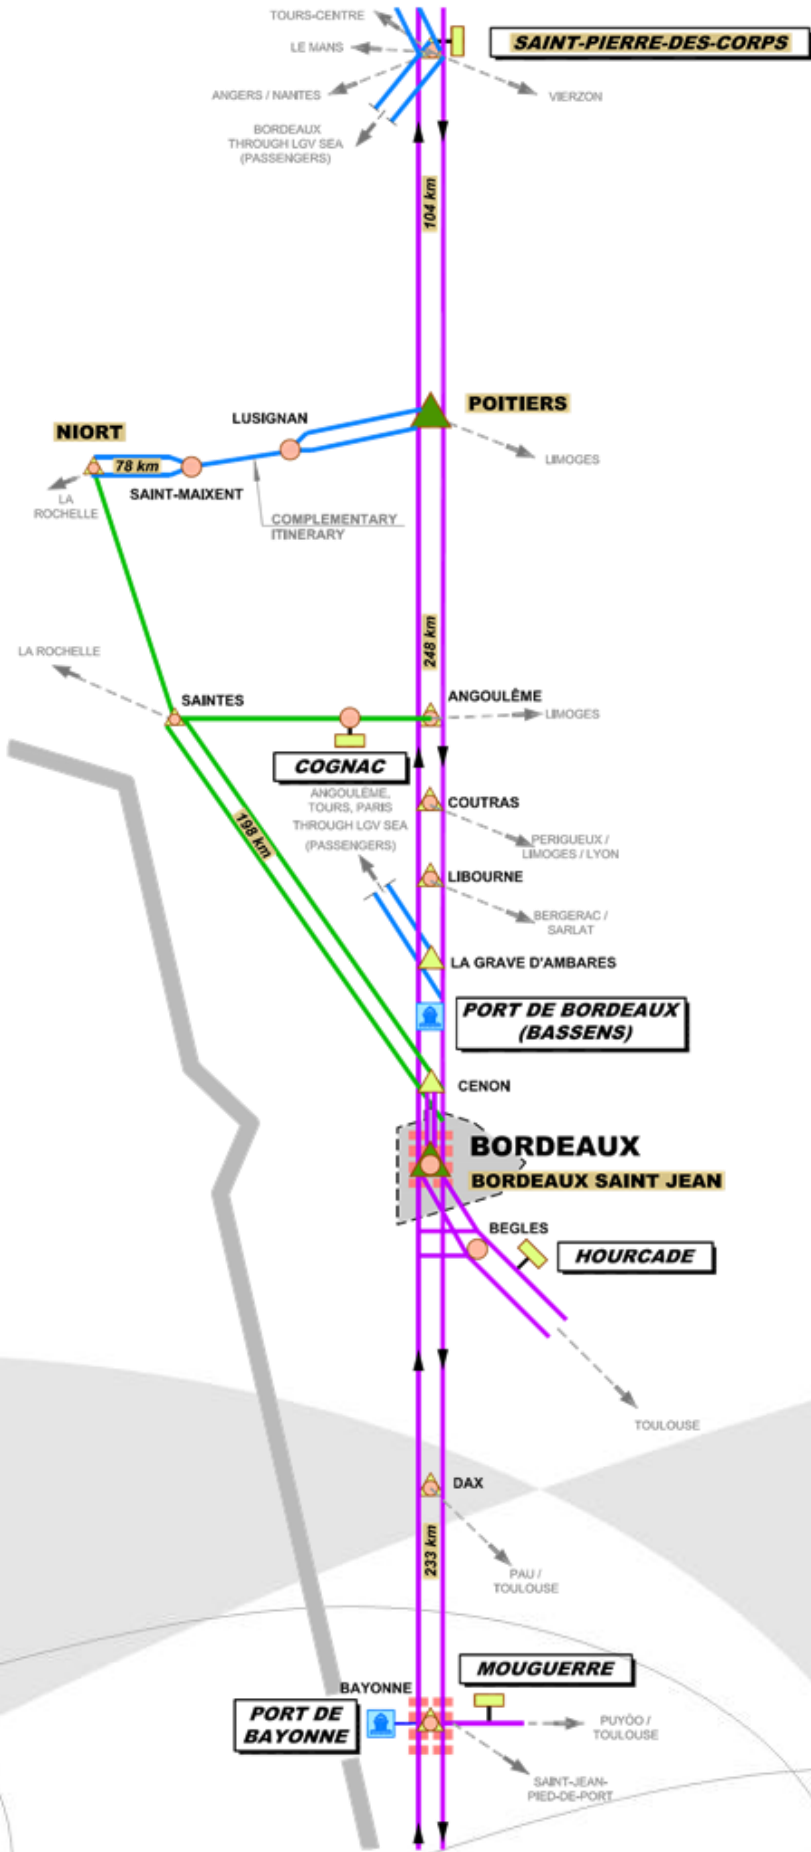 TOURS-CENTRE
SAINT-PIERRE-DES-CORPS
LE MANS
ANGERS / NANTES
VIERZON
BORDEAUX
THROUGH LGV SEA
(PASSENGERS)
104 km
POITIERS
LUSIGNAN
NIORT
LIMOGES
78 km
SAINT-MAIXENT
LA
ROCHELLE
COMPLEMENTARY
ITINERARY
248 km
LA ROCHELLE
SAINTES
ANGOULÊME
LIMOGES
COGNAC
ANGOULÊME,
TOURS, PARIS
THROUGH LGV SEA
(PASSENGERS)
COUTRAS
198 km
PERIGUEUX /
LIMOGES / LYON
LIBOURNE
BERGERAC /
SARLAT
LA GRAVE D'AMBARES
PORT DE BORDEAUX
(BASSENS)
CENON
BORDEAUX
BORDEAUX SAINT JEAN
BEGLES
HOURCADE
TOULOUSE
DAX
233 km
PAU /
TOULOUSE
MOUGUERRE
BAYONNE
PORT DE
BAYONNE
PUYÔO /
TOULOUSE
SAINT-JEAN-
PIED-DE-PORT